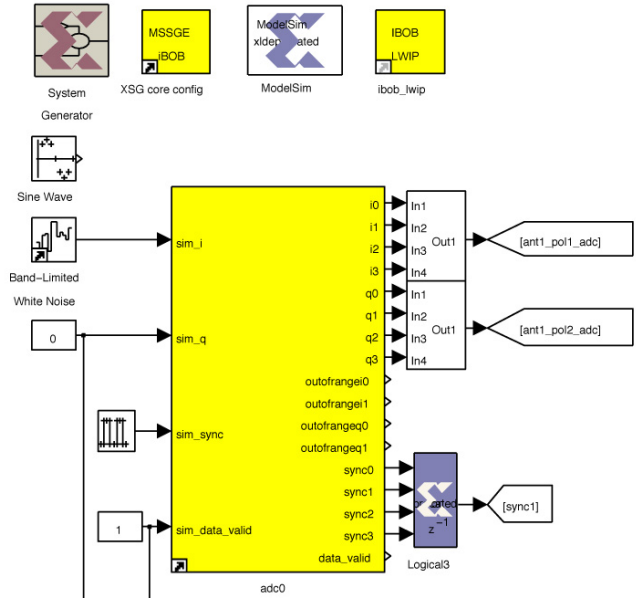 MSSGE
iBOB
ModelSim
IBOB
LWIP
System
Generator
XSG core config
ModelSim
ibob_lwip
Sine Wave
Band-Limited
White Noise
0
1
sim_i
sim_q
sim_sync
sim_data_valid
i0
i1
i2
i3
q0
q1
q2
q3
outofrangei0
outofrangei1
outofrangeq0
outofrangeq1
sync0
sync1
sync2
sync3
data_valid
adc0
In1
In2
In3
In4
Out1
In1
In2
In3
In4
Out1
[ant1_pol1_adc]
[ant1_pol2_adc]
z-1
Logical3
[sync1]